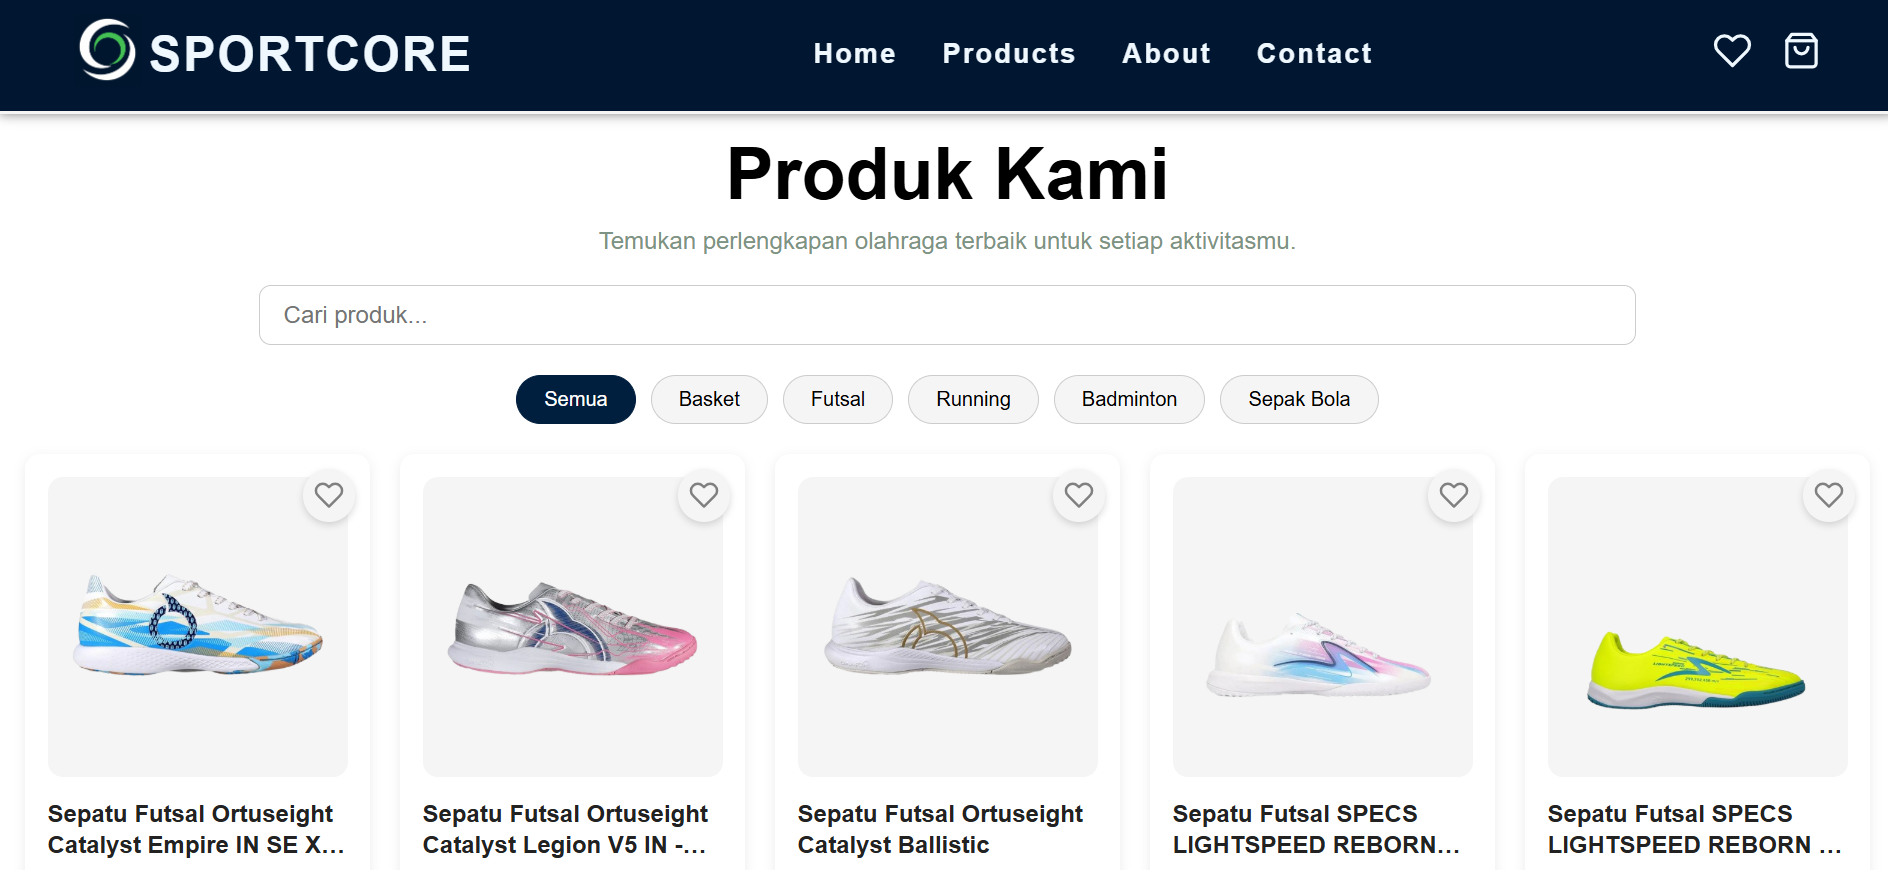 SPORTCORE
Home
Products
About
Contact
Produk Kami
Temukan perlengkapan olahraga terbaik untuk setiap aktivitasmu.
Cari produk...
Semua
Basket
Futsal
Running
Badminton
Sepak Bola
Sepatu Futsal Ortuseight
Catalyst Empire IN SE X...
Sepatu Futsal Ortuseight
Catalyst Legion V5 IN -...
Sepatu Futsal Ortuseight
Catalyst Ballistic
Sepatu Futsal SPECS
LIGHTSPEED REBORN...
Sepatu Futsal SPECS
LIGHTSPEED REBORN ...